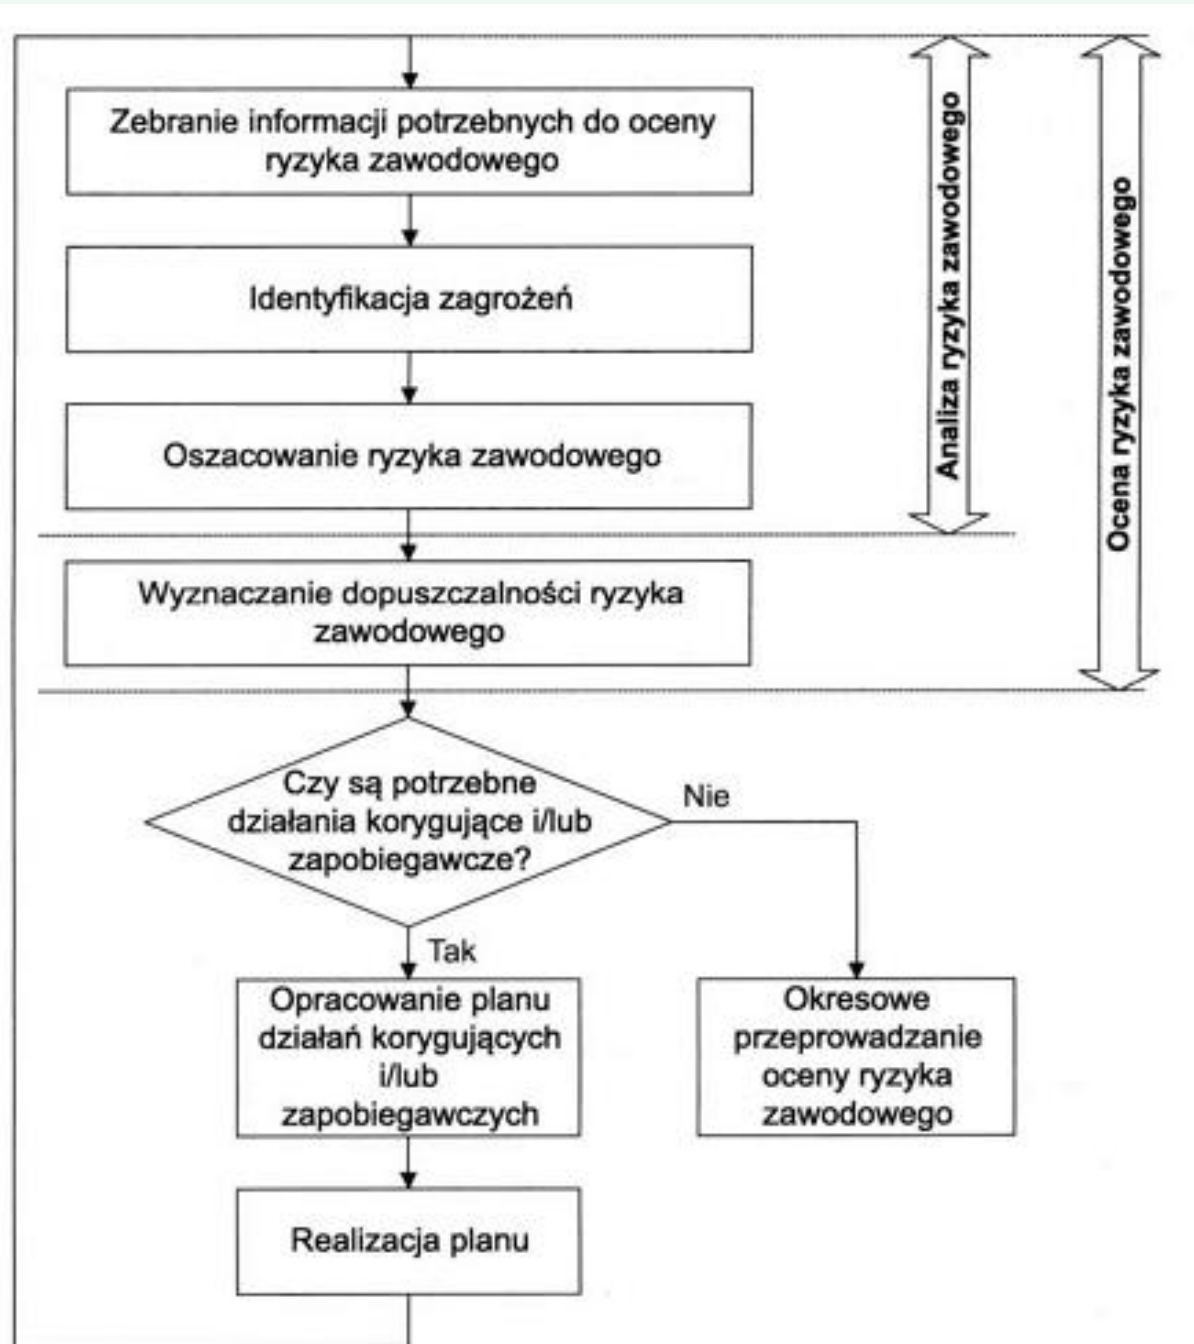 Zebranie informacji potrzebnych do oceny
ryzyka zawodowego
Identyfikacja zagrożeń
Oszacowanie ryzyka zawodowego
Wyznaczanie dopuszczalności ryzyka
zawodowego
Analiza ryzyka zawodowego
Ocena ryzyka zawodowego
Czy są potrzebne
działania korygujące i/lub
zapobiegawcze?
Nie
Tak
Opracowanie planu
działań korygujących
i/lub
zapobiegawczych
Okresowe
przeprowadzanie
oceny ryzyka
zawodowego
Realizacja planu